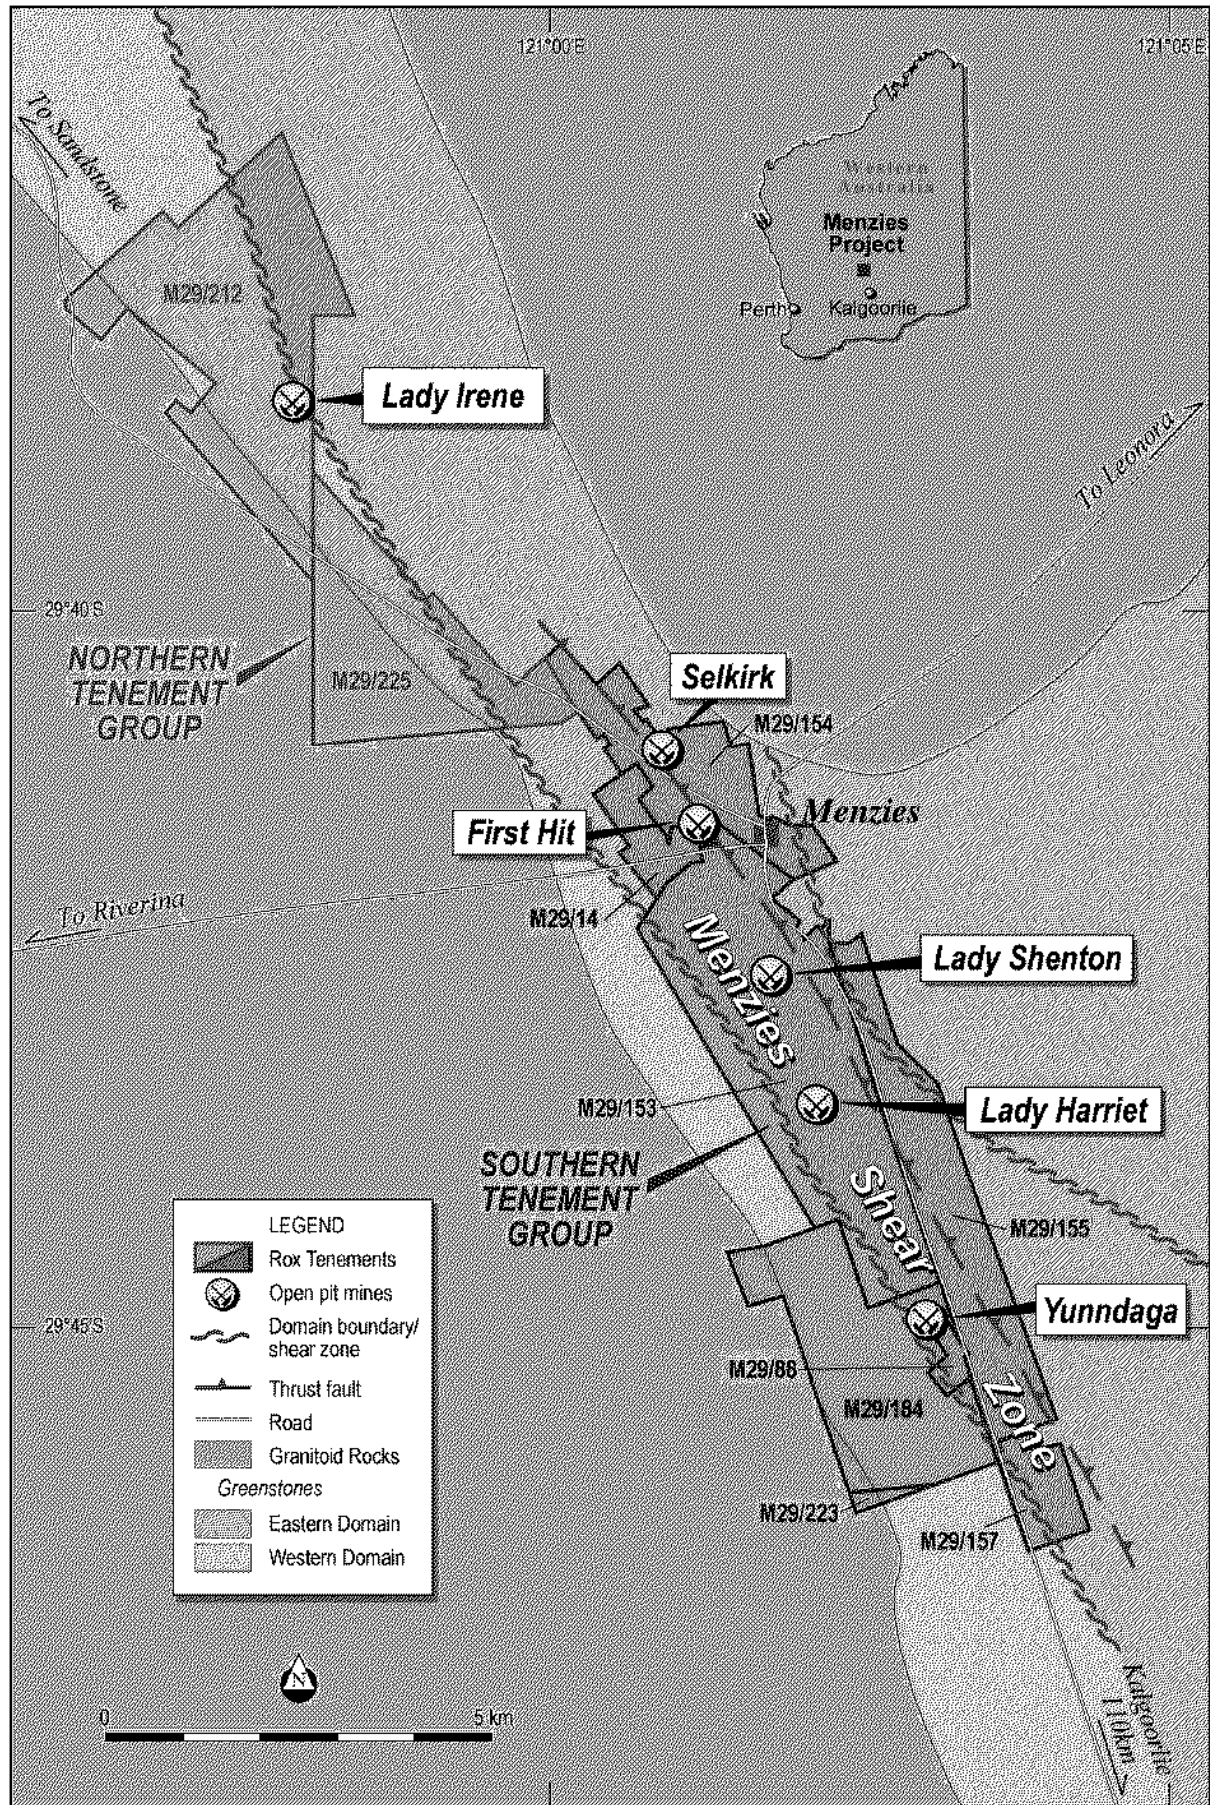 121°00'E
121°05'E
To Sandstone
Western
Australia
Menzies
Project
M29/212
Perth
Kalgoorlie
Lady Irene
To Leonora
29°40'S
NORTHERN
TENEMENT
GROUP
M29/225
Selkirk
M29/154
Menzies
First Hit
To Riverina
M29/14
Menzies
Lady Shenton
M29/153
Lady Harriet
SOUTHERN
TENEMENT
GROUP
Shear
M29/155
LEGEND
Rox Tenements
Open pit mines
Domain boundary/
shear zone
Thrust fault
Road
Granitoid Rocks
Greenstones
Eastern Domain
Western Domain
29°45'S
Yunndaga
M29/88
M29/184
Zone
M29/223
M29/157
N
0
5 km
Kalgoorlie
110km